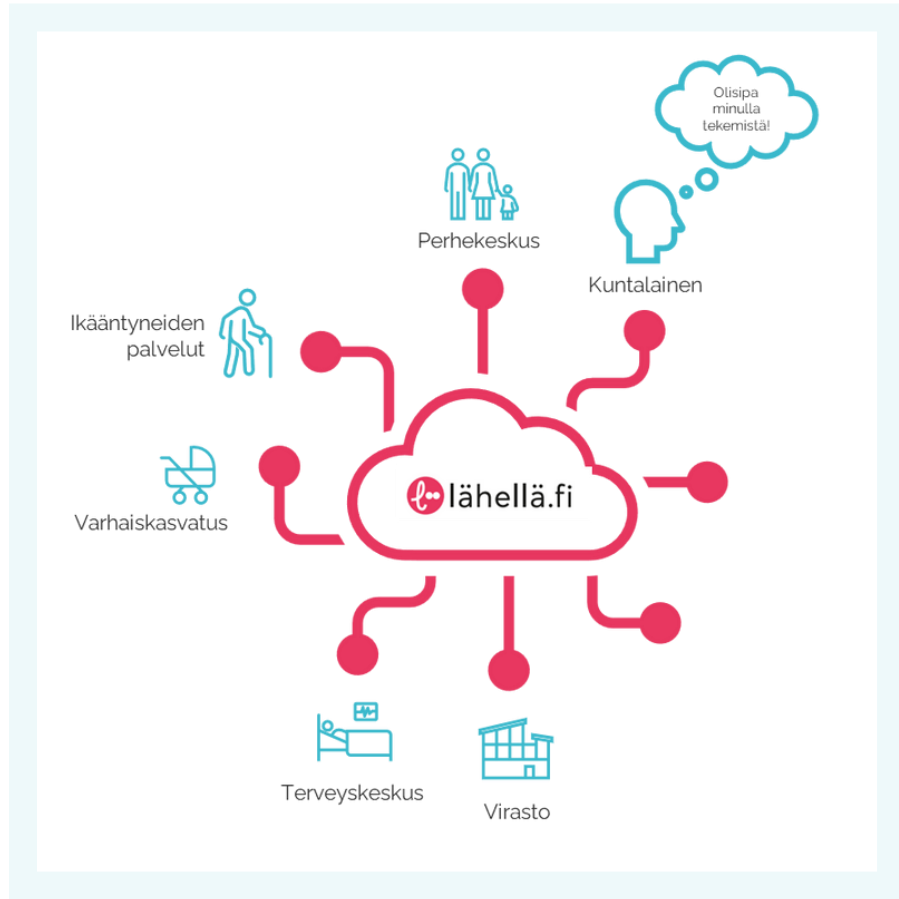 Olisipa
minulla
tekemistä!
Perhekeskus
Kuntalainen
Ikääntyneiden
palvelut
lähellä.fi
Varhaiskasvatus
Terveyskeskus
Virasto